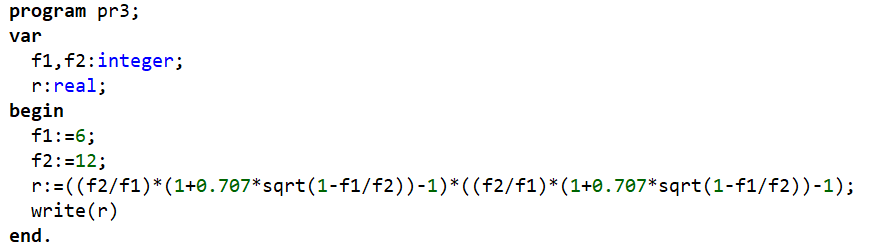 program pr3;
var
  f1,f2:integer;
  r:real;
begin
  f1:=6;
  f2:=12;
  r:=((f2/f1)*(1+0.707*sqrt(1-f1/f2))-1)*((f2/f1)*(1+0.707*sqrt(1-f1/f2))-1);
  write(r)
end.